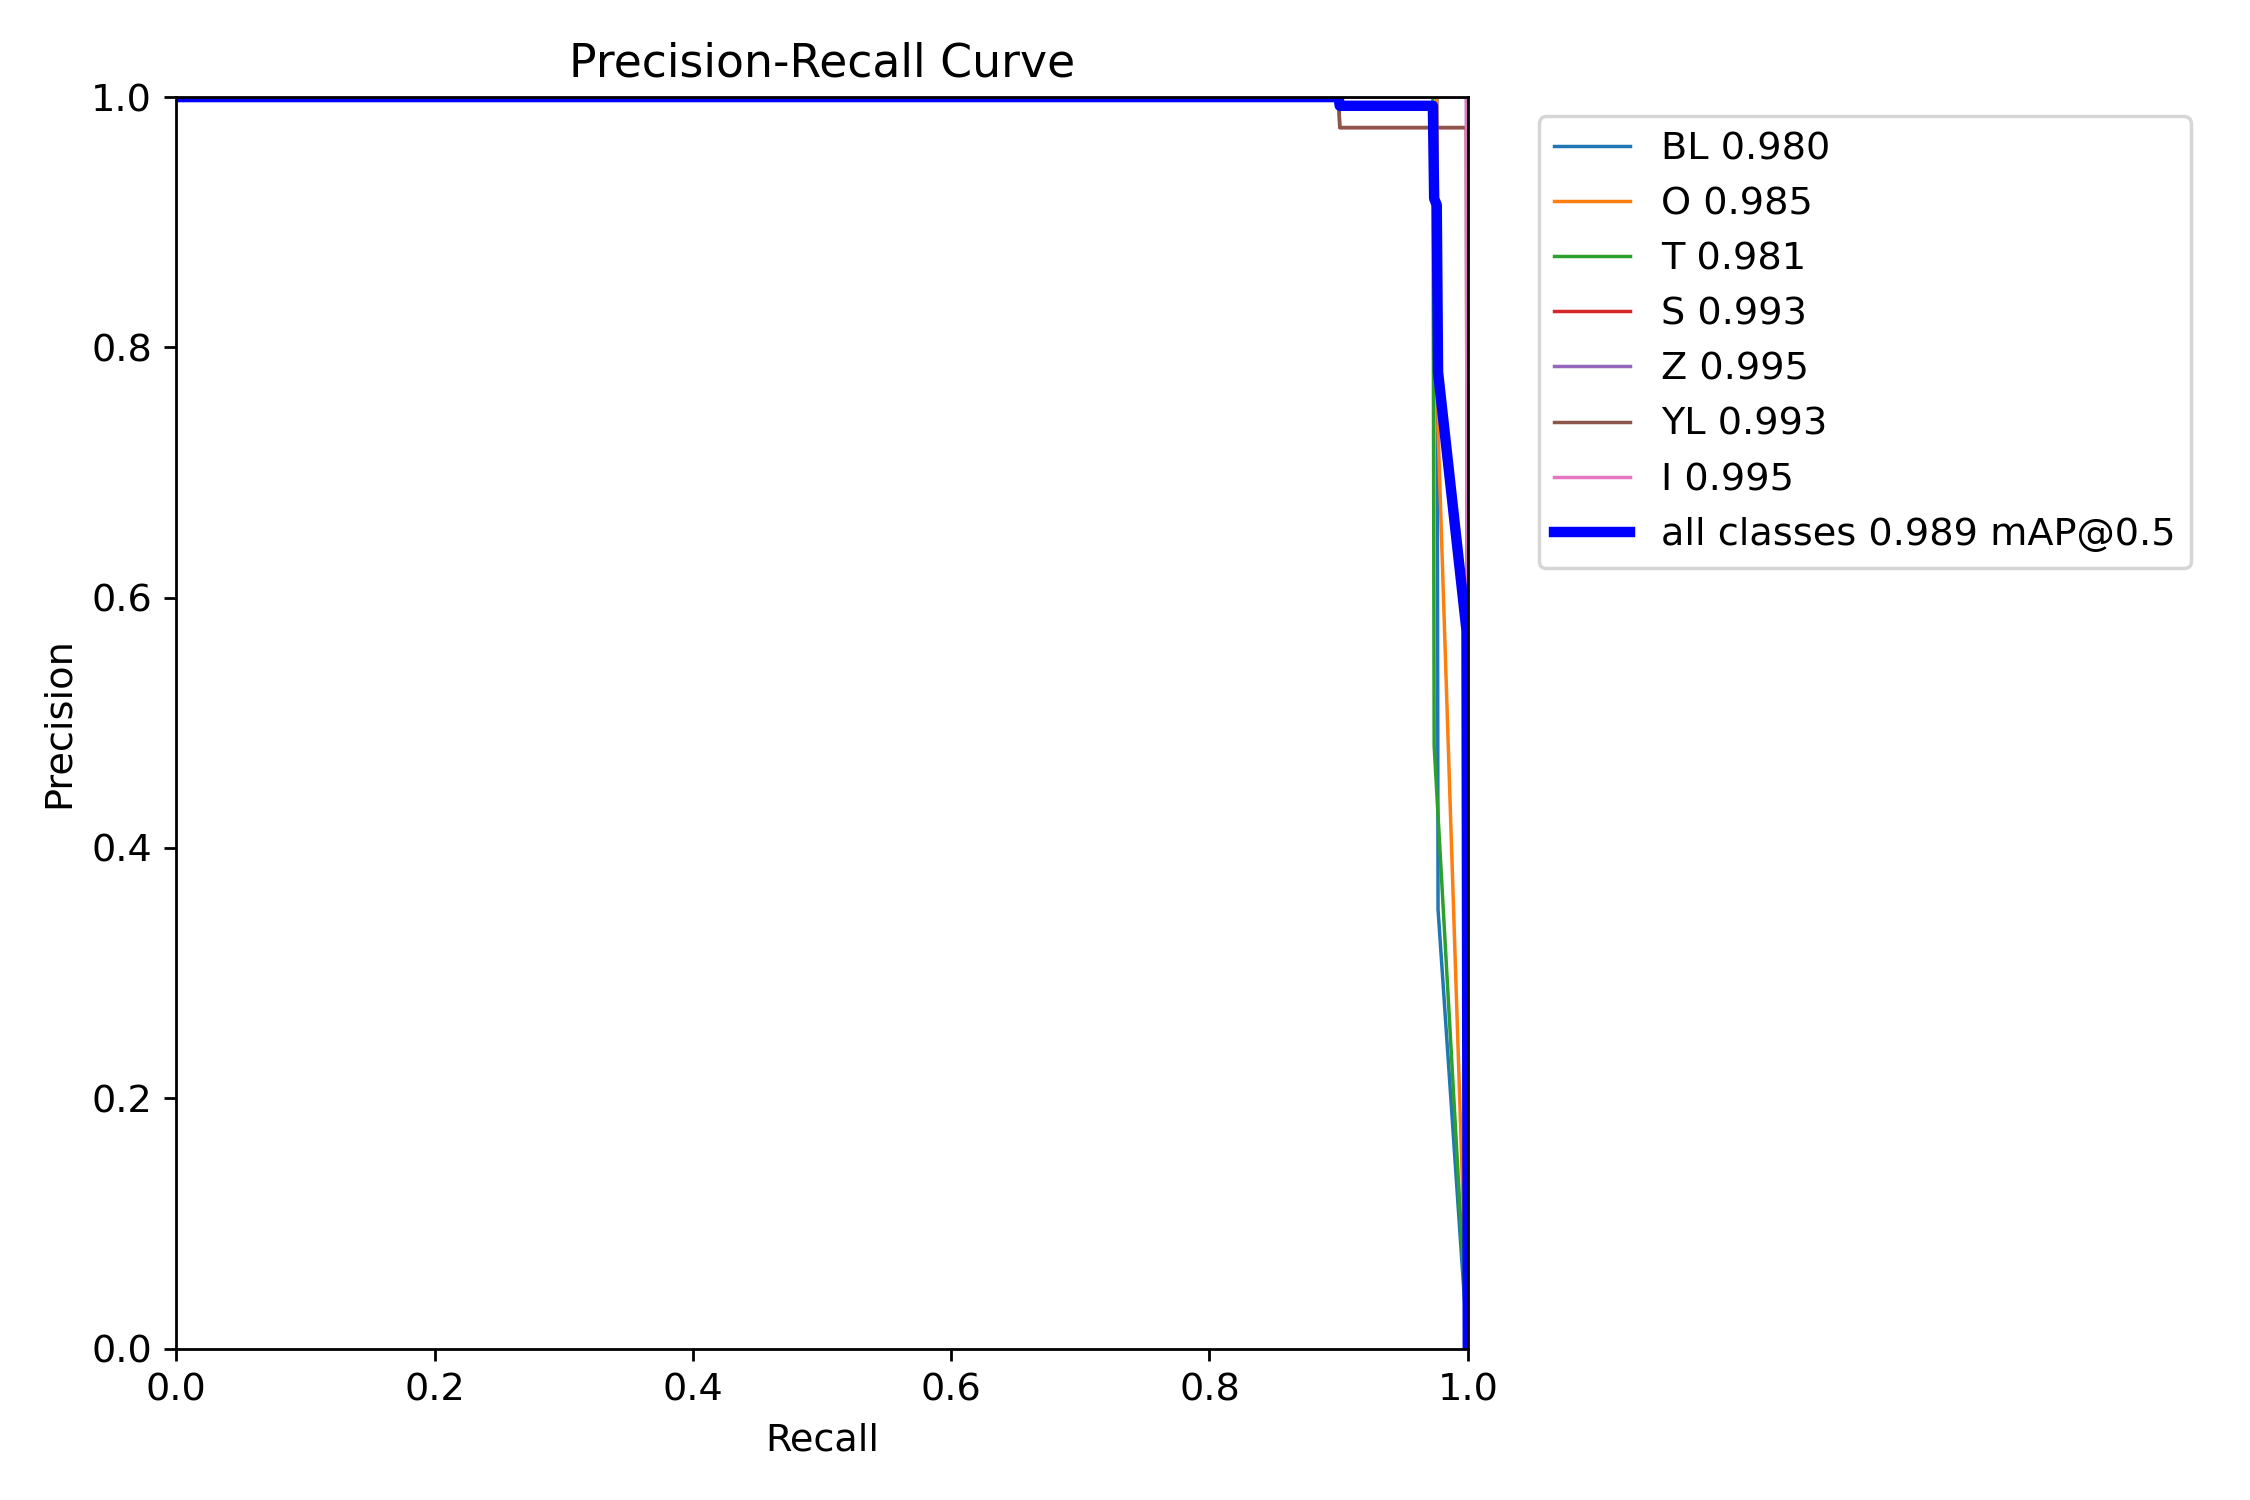 Precision-Recall Curve
1.0
0.8
0.6
0.4
0.2
0.0
Precision
0.0 0.2 0.4 0.6 0.8 1.0
Recall
BL 0.980
O 0.985
T 0.981
S 0.993
Z 0.995
YL 0.993
I 0.995
all classes 0.989 mAP@0.5